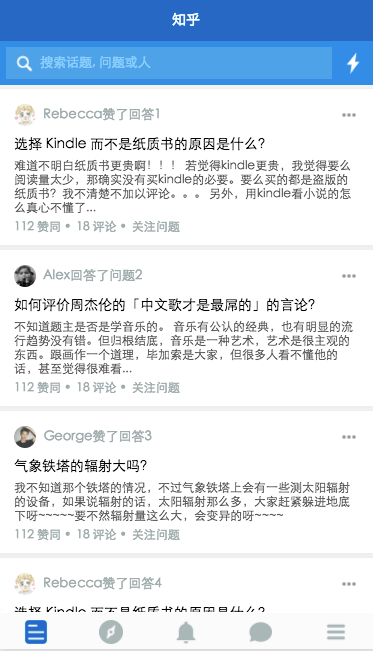 知乎
搜索话题, 问题或人
Rebecca赞了回答1
选择 Kindle 而不是纸质书的原因是什么?
难道不明白纸质书更贵啊！！！ 若觉得kindle更贵，我觉得要么
阅读量太少，那确实没有买kindle的必要。要么买的都是盗版的
纸质书？我不清楚不加以评论。。。 另外，用kindle看小说的怎
么真心不懂了...
112 赞同 • 18 评论 • 关注问题
Alex回答了问题2
如何评价周杰伦的「中文歌才是最屌的」的言论?
不知道题主是否是学音乐的。 音乐有公认的经典，也有明显的流
行趋势没有错。但归根结底，音乐是一种艺术，艺术是很主观的
东西。跟画作一个道理，毕加索是大家，但很多人看不懂他的
话，甚至觉得很难看...
112 赞同 • 18 评论 • 关注问题
George赞了回答3
气象铁塔的辐射大吗?
我不知道那个铁塔的情况，不过气象铁塔上会有一些测太阳辐射
的设备，如果说辐射的话，太阳辐射那么多，大家赶紧躲进地底
下呀~~~~~要不然辐射量这么大，会变异的呀~~~~
112 赞同 • 18 评论 • 关注问题
Rebecca赞了回答4
选择 Kindle 而不是纸质书的原因是什么?